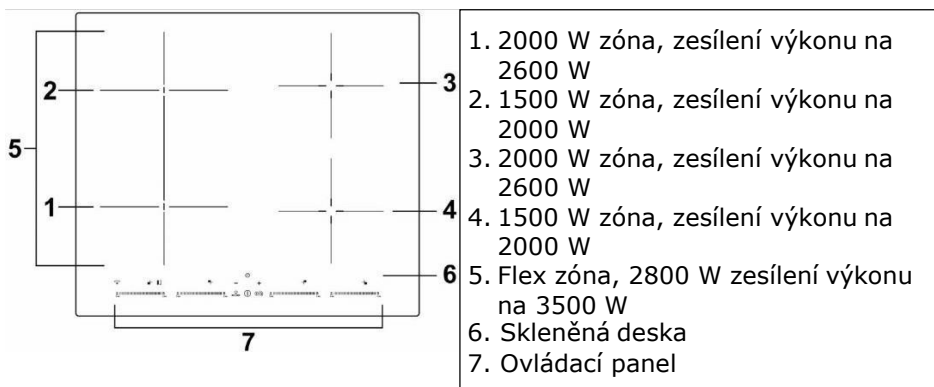 2
3
5
1
4
6
7
1. 2000 W zóna, zesílení výkonu na
2600 W
2. 1500 W zóna, zesílení výkonu na
2000 W
3. 2000 W zóna, zesílení výkonu na
2600 W
4. 1500 W zóna, zesílení výkonu na
2000 W
5. Flex zóna, 2800 W zesílení výkonu
na 3500 W
6. Skleněná deska
7. Ovládací panel